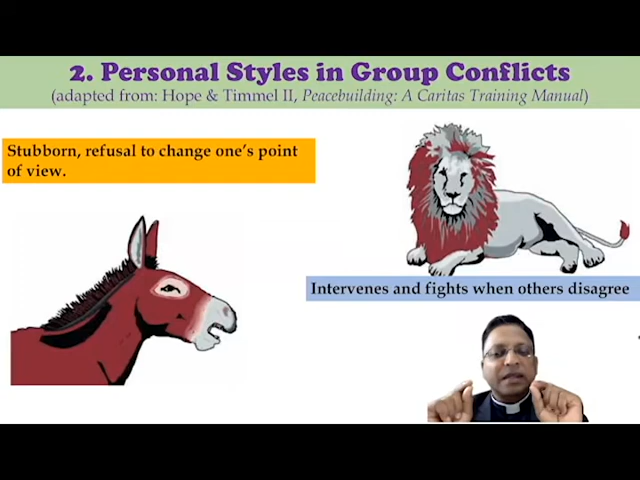 2. Personal Styles in Group Conflicts
(adapted from: Hope & Timmel II, Peacebuilding: A Caritas Training Manual)
Stubborn, refusal to change one's point
of view.
Intervenes and fights when others disagree